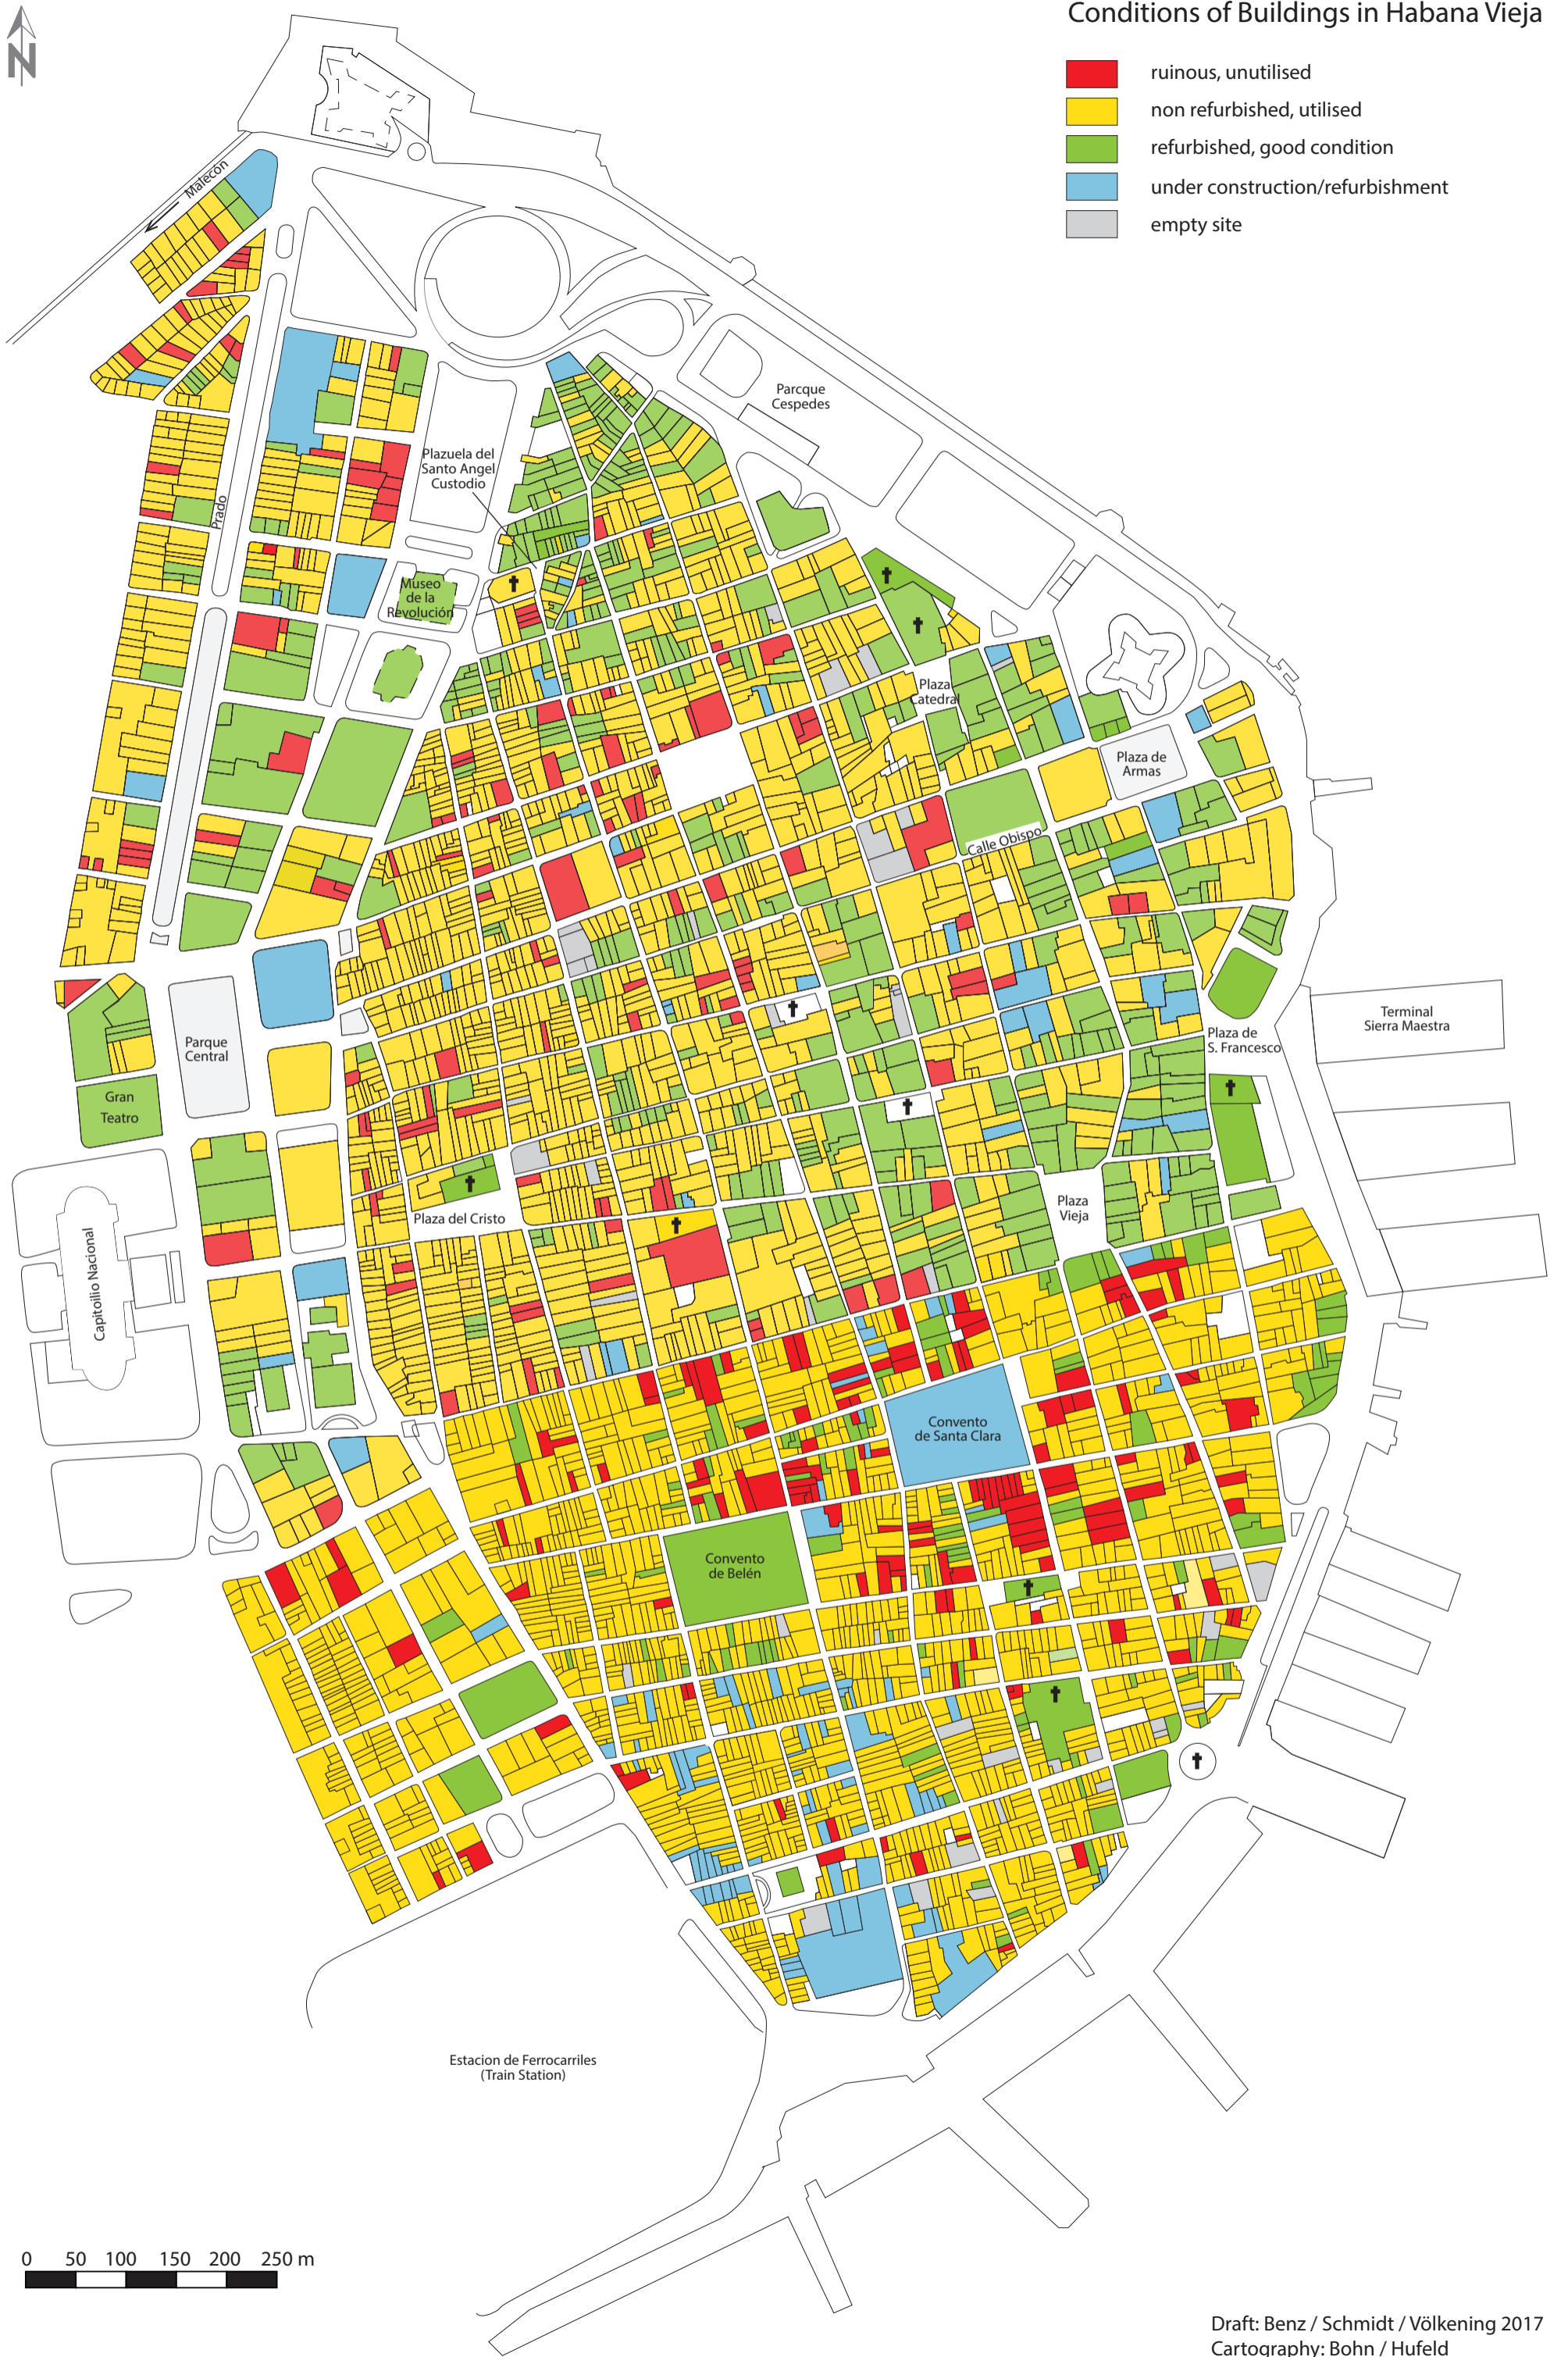 Conditions of Buildings in Habana Vieja
N
ruinous, unutilised
non refurbished, utilised
refurbished, good condition
under construction/refurbishment
empty site
Malecón
Parcque
Cespedes
Plazuela del
Santo Angel
Custodio
Prado
Museo
de la
Revolución
Plaza
Catedral
Plaza de
Armas
Calle Obispo
Terminal
Sierra Maestra
Plaza de
S. Francesco
Parque
Central
Gran
Teatro
Plaza
Vieja
Plaza del Cristo
Capitoilio Nacional
Convento
de Santa Clara
Convento
de Belén
Estacion de Ferrocarriles
(Train Station)
0 50 100 150 200 250 m
Draft: Benz / Schmidt / Völkening 2017
Cartography: Bohn / Hufeld